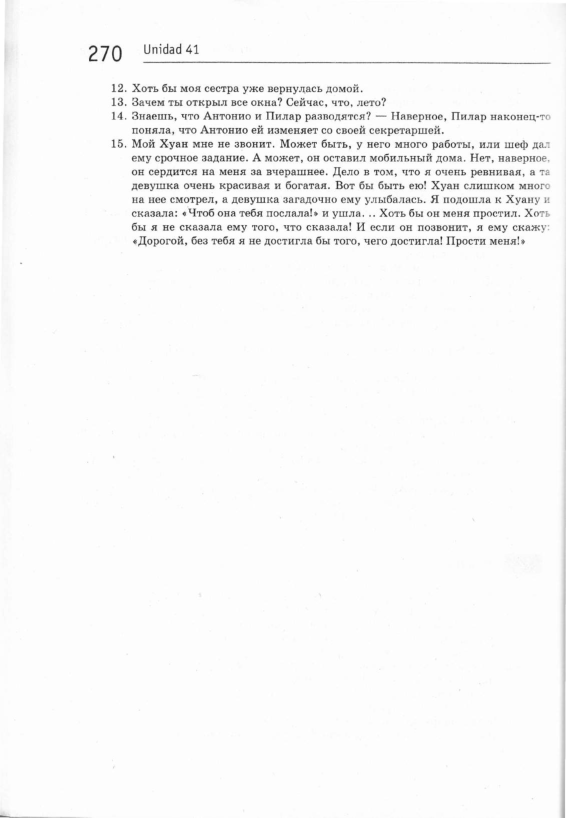 270 Unidad 41
12. Хоть бы моя сестра уже вернулась домой.
13. Зачем ты открыл все окна? Сейчас, что, лето?
14. Знаешь, что Антонио и Пилар разводятся? — Наверное, Пилар наконец-то
поняла, что Антонио ей изменяет со своей секретаршей.
15. Мой Хуан мне не звонит. Может быть, у него много работы, или шеф дал
ему срочное задание. А может, он оставил мобильный дома. Нет, наверное,
он сердится на меня за вчерашнее. Дело в том, что я очень ревнивая, а та
девушка очень красивая и богатая. Вот бы быть ею! Хуан слишком много
на нее смотрел, а девушка загадочно ему улыбалась. Я подошла к Хуану и
сказала: «Чтоб она тебя послала!» и ушла. .. Хоть бы он меня простил. Хоть
бы я не сказала ему того, что сказала! И если он позвонит, я ему скажу:
«Дорогой, без тебя я не достигла бы того, чего достигла! Прости меня!»